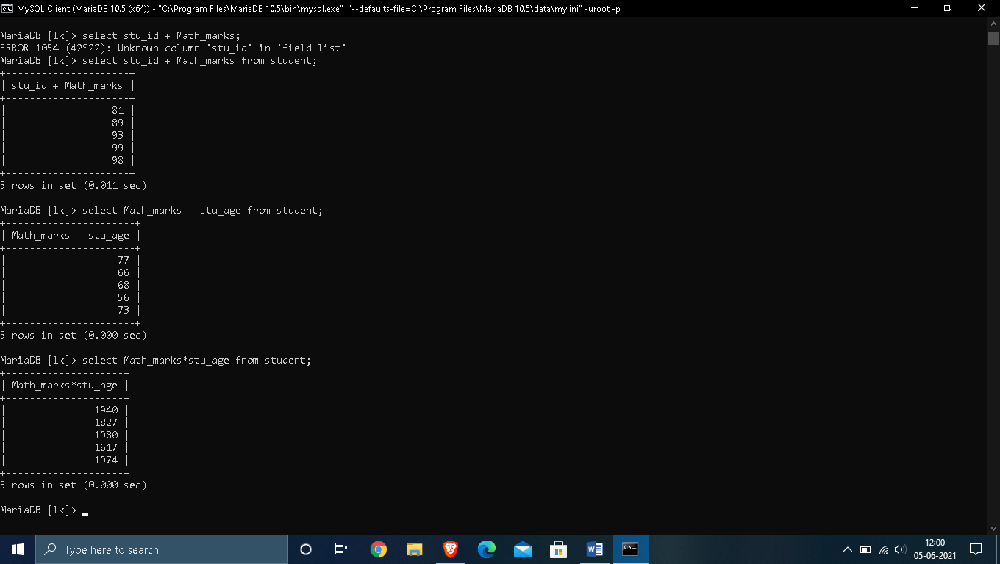 MySQL Client (MariaDB 10.5 (x64)) - "C:\Program Files\MariaDB 10.5\bin\mysql.exe" "--defaults-file=C:\Program Files\MariaDB 10.5\data\my.ini" -uroot -p
MariaDB [lk]> select stu_id + Math_marks;
ERROR 1054 (42S22): Unknown column 'stu_id' in 'field list'
MariaDB [lk]> select stu_id + Math_marks from student;
+---------------------+
| stu_id + Math_marks |
+---------------------+
|                  81 |
|                  89 |
|                  93 |
|                  99 |
|                  98 |
+---------------------+
5 rows in set (0.011 sec)
MariaDB [lk]> select Math_marks - stu_age from student;
+----------------------+
| Math_marks - stu_age |
+----------------------+
|                   77 |
|                   66 |
|                   68 |
|                   56 |
|                   73 |
+----------------------+
5 rows in set (0.000 sec)
MariaDB [lk]> select Math_marks*stu_age from student;
+--------------------+
| Math_marks*stu_age |
+--------------------+
|               1940 |
|               1827 |
|               1980 |
|               1617 |
|               1974 |
+--------------------+
5 rows in set (0.000 sec)
MariaDB [lk]>
Type here to search
12:00
05-06-2021